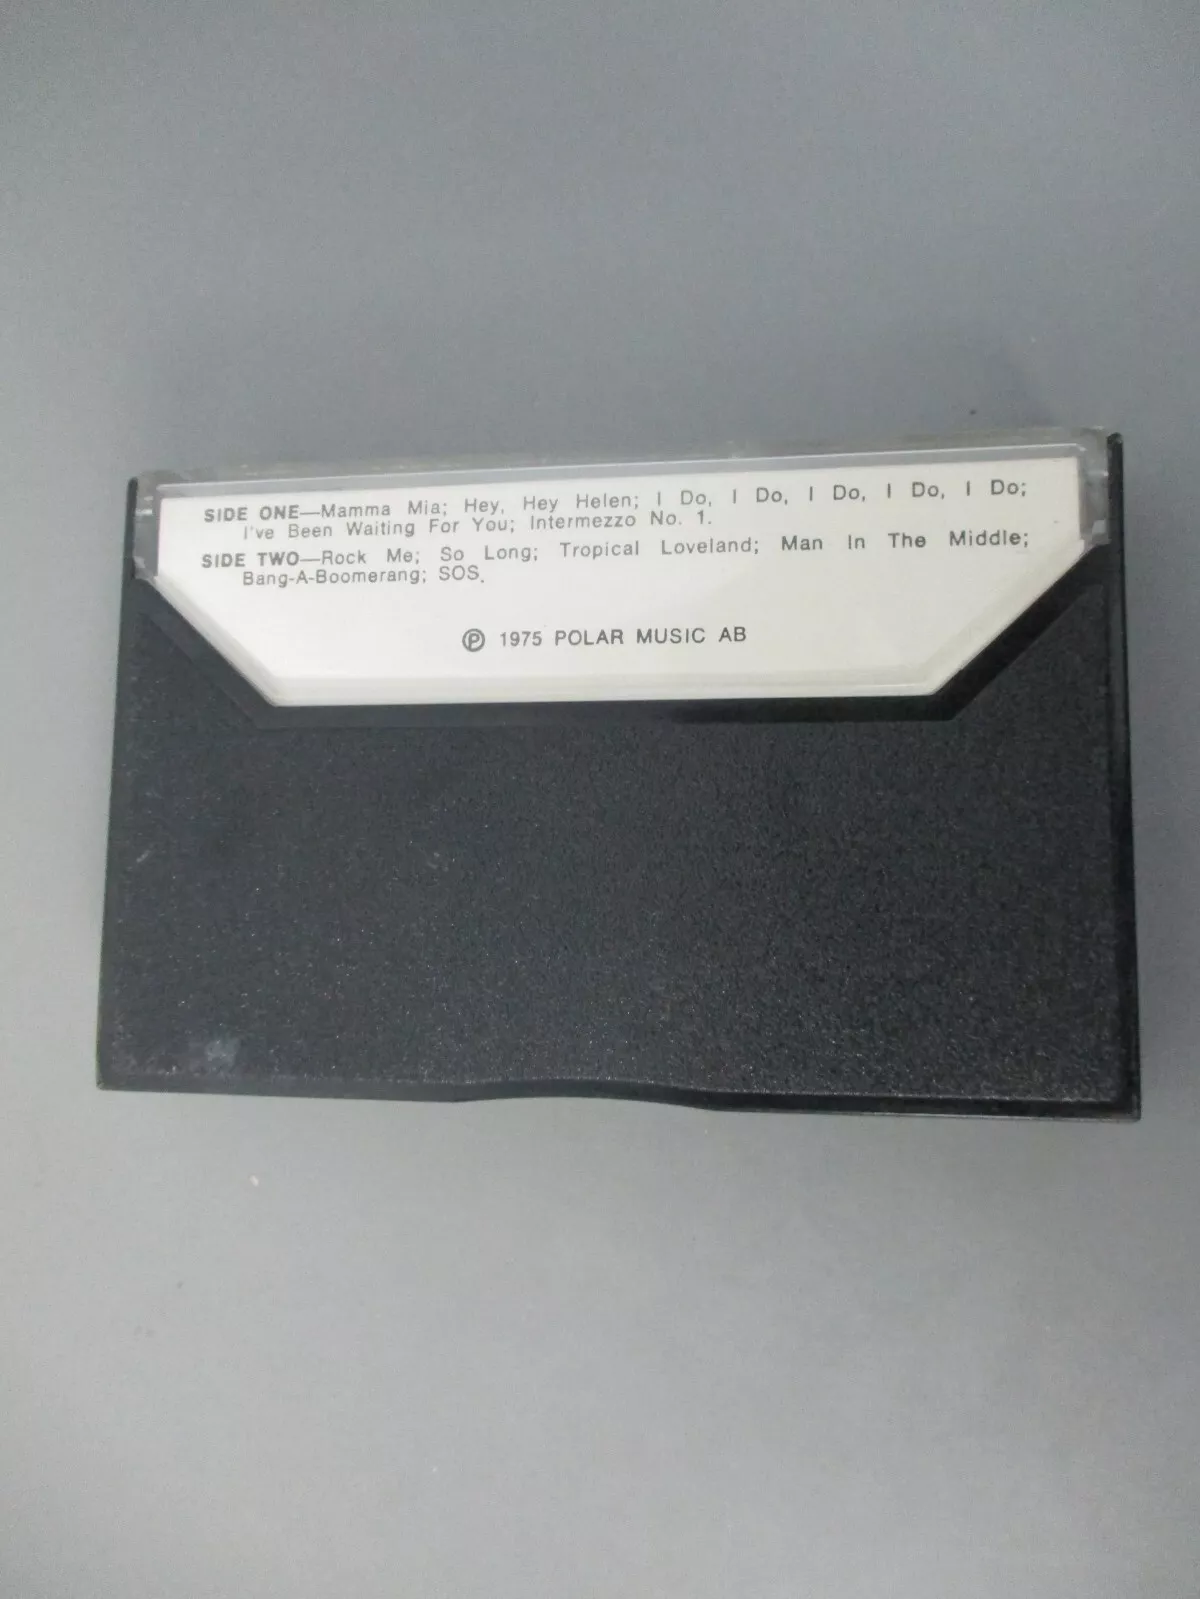 SIDE ONE—Mamma Mia; Hey, Hey Helen; I Do, I Do, I Do, I Do, I Do;
I've Been Waiting For You; Intermezzo No. 1.
SIDE TWO—Rock Me; So Long; Tropical Loveland; Man In The Middle;
Bang-A-Boomerang; SOS.
℗ 1975 POLAR MUSIC AB